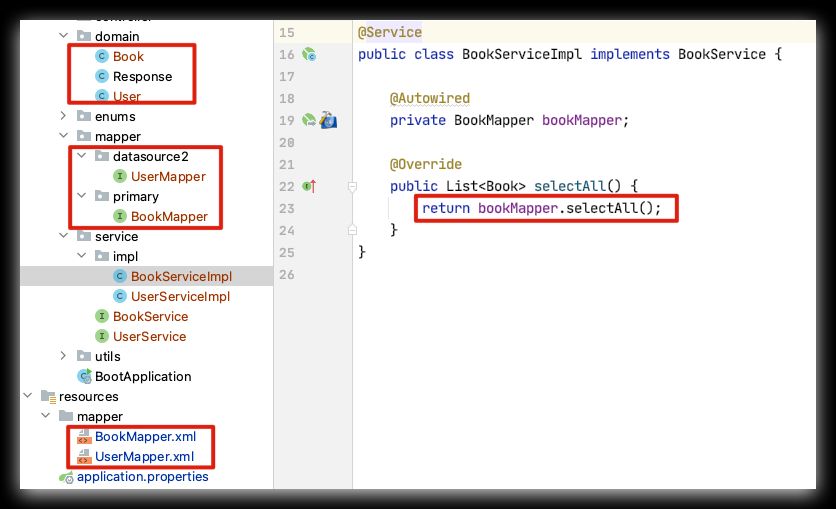 controller
domain
Book
Response
User
enums
mapper
datasource2
UserMapper
primary
BookMapper
service
impl
BookServiceImpl
UserServiceImpl
BookService
UserService
utils
BootApplication
resources
mapper
BookMapper.xml
UserMapper.xml
application.properties
15 @Service
16 public class BookServiceImpl implements BookService {
17
18 @Autowired
19 private BookMapper bookMapper;
20
21 @Override
22 public List<Book> selectAll() {
23 return bookMapper.selectAll();
24 }
25 }
26